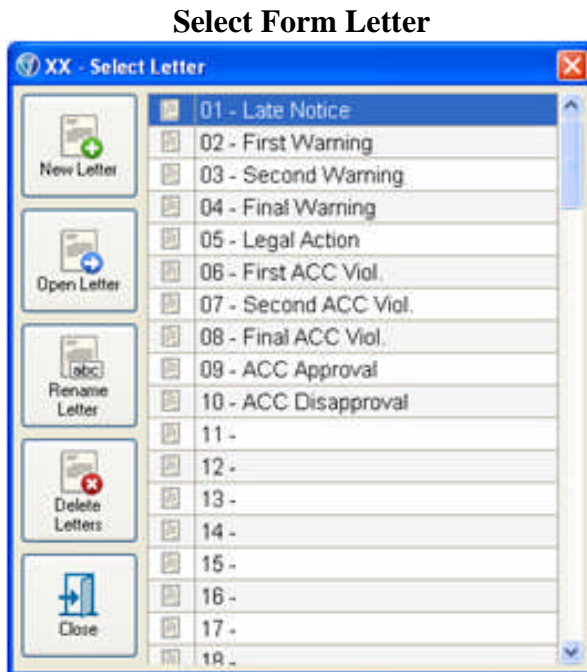 Select Form Letter
XX - Select Letter
New Letter
Open Letter
abc
Rename
Letter
Delete
Letters
Close
01 - Late Notice
02 - First Warning
03 - Second Warning
04 - Final Warning
05 - Legal Action
06 - First ACC Viol.
07 - Second ACC Viol.
08 - Final ACC Viol.
09 - ACC Approval
10 - ACC Disapproval
11 -
12 -
13 -
14 -
15 -
16 -
17 -
18 -